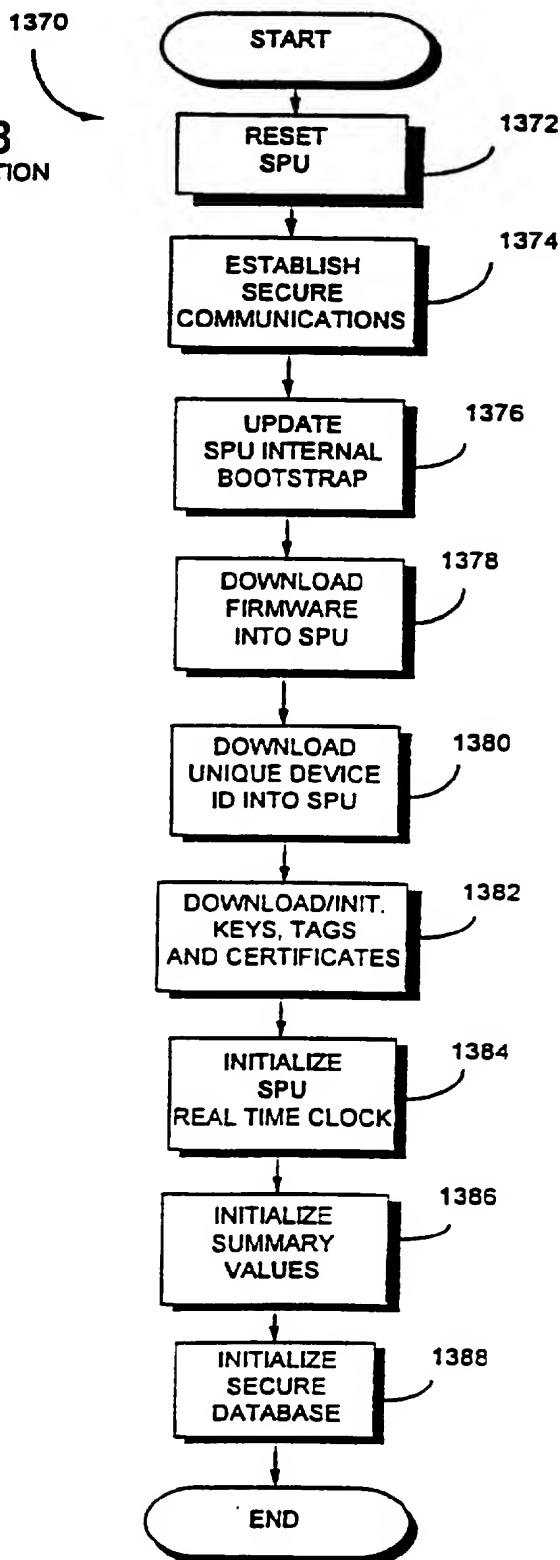 1370
START
RESET
SPU
1372
ESTABLISH
SECURE
COMMUNICATIONS
1374
UPDATE
SPU INTERNAL
BOOTSTRAP
1376
DOWNLOAD
FIRMWARE
INTO SPU
1378
DOWNLOAD
UNIQUE DEVICE
ID INTO SPU
1380
DOWNLOAD/INIT.
KEYS, TAGS
AND CERTIFICATES
1382
INITIALIZE
SPU
REAL TIME CLOCK
1384
INITIALIZE
SUMMARY
VALUES
1386
INITIALIZE
SECURE
DATABASE
1388
END